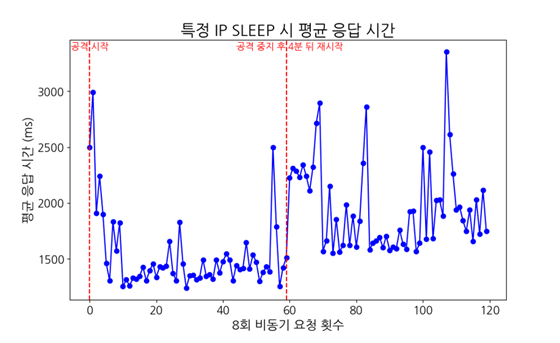 특정 IP SLEEP 시 평균 응답 시간
공격 시작
공격 중지 후 4분 뒤 재시작
평균 응답 시간 (ms)
3000
2500
2000
1500
0
20
40
60
80
100
120
8회 비동기 요청 횟수